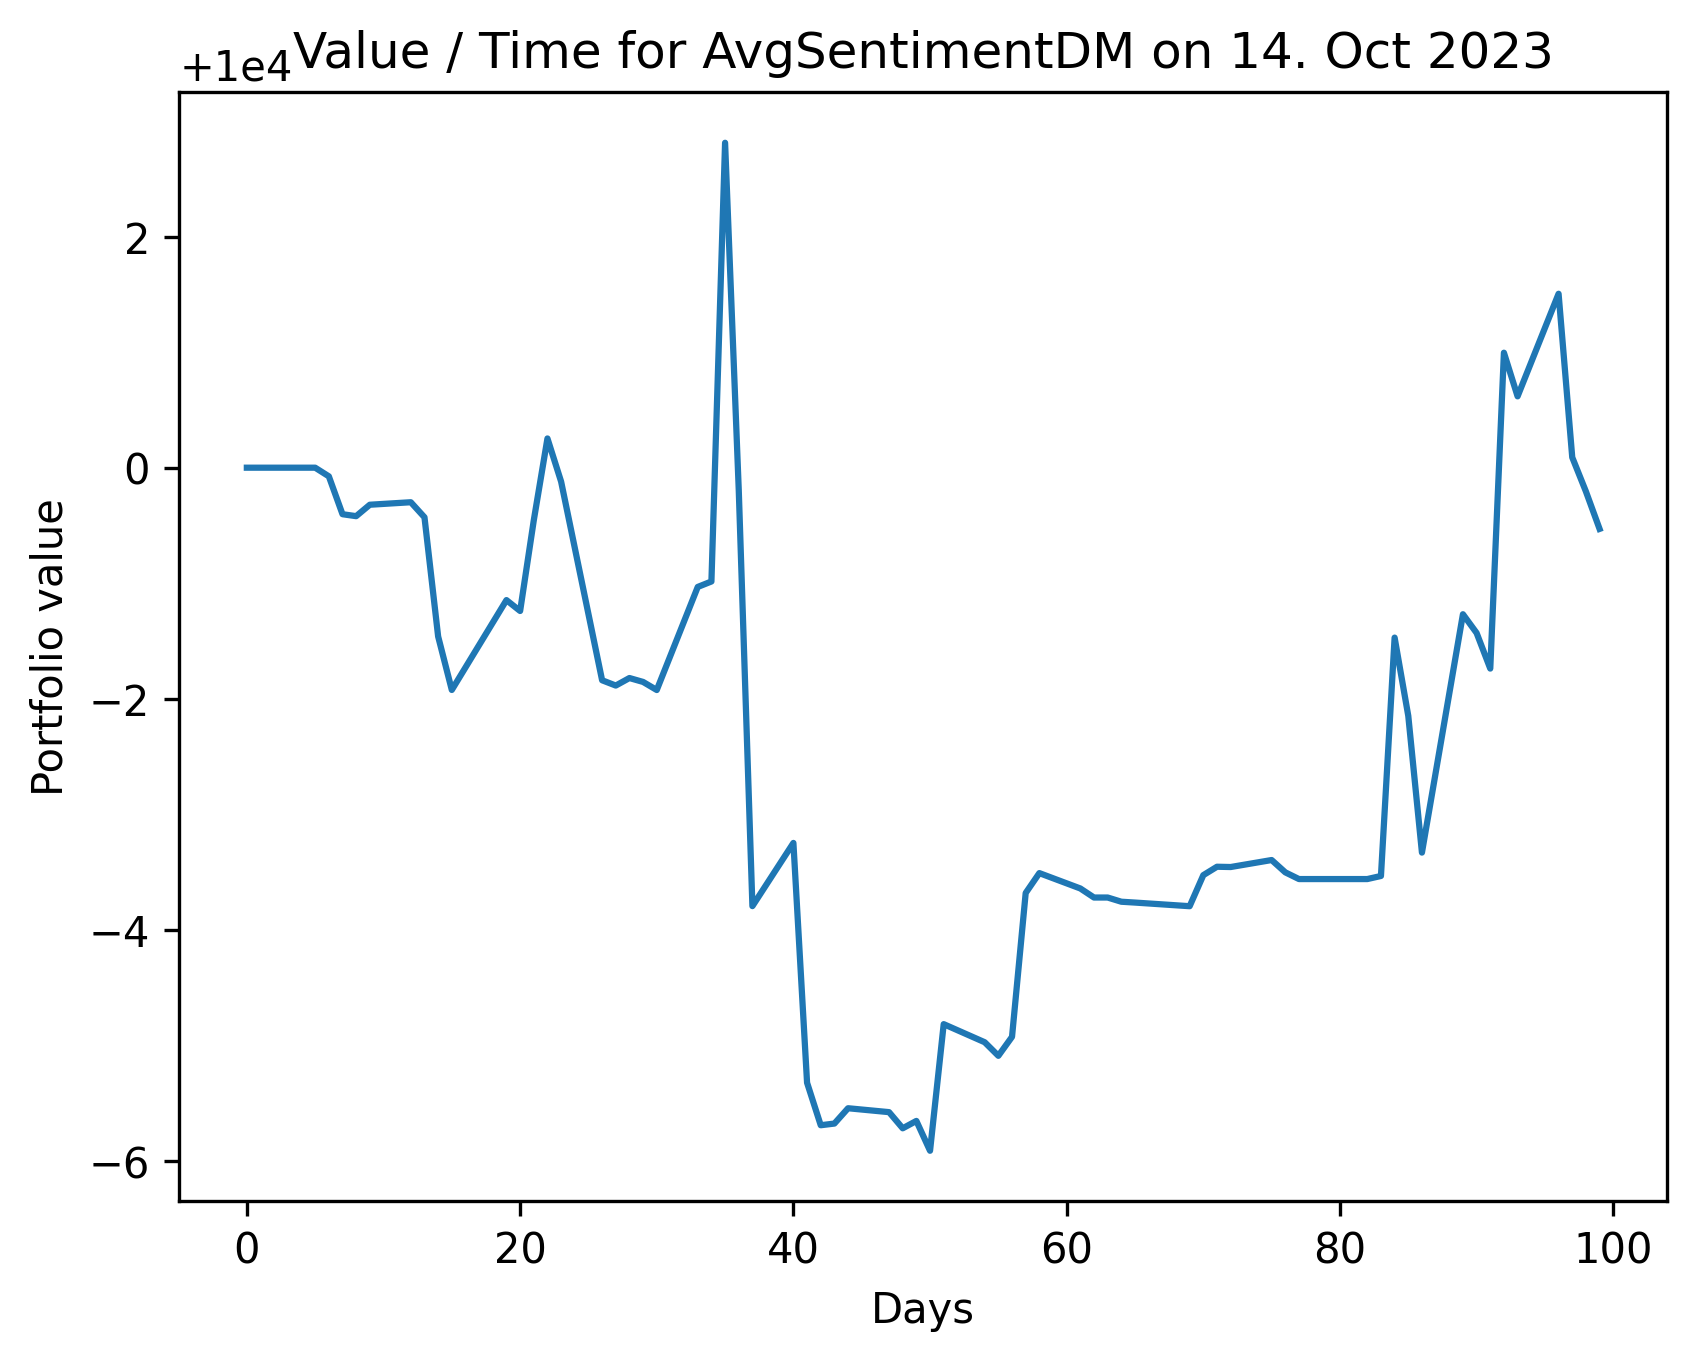 Value / Time for AvgSentimentDM on 14. Oct 2023
+1e4
2
0
−2
−4
−6
Portfolio value
0 20 40 60 80 100
Days